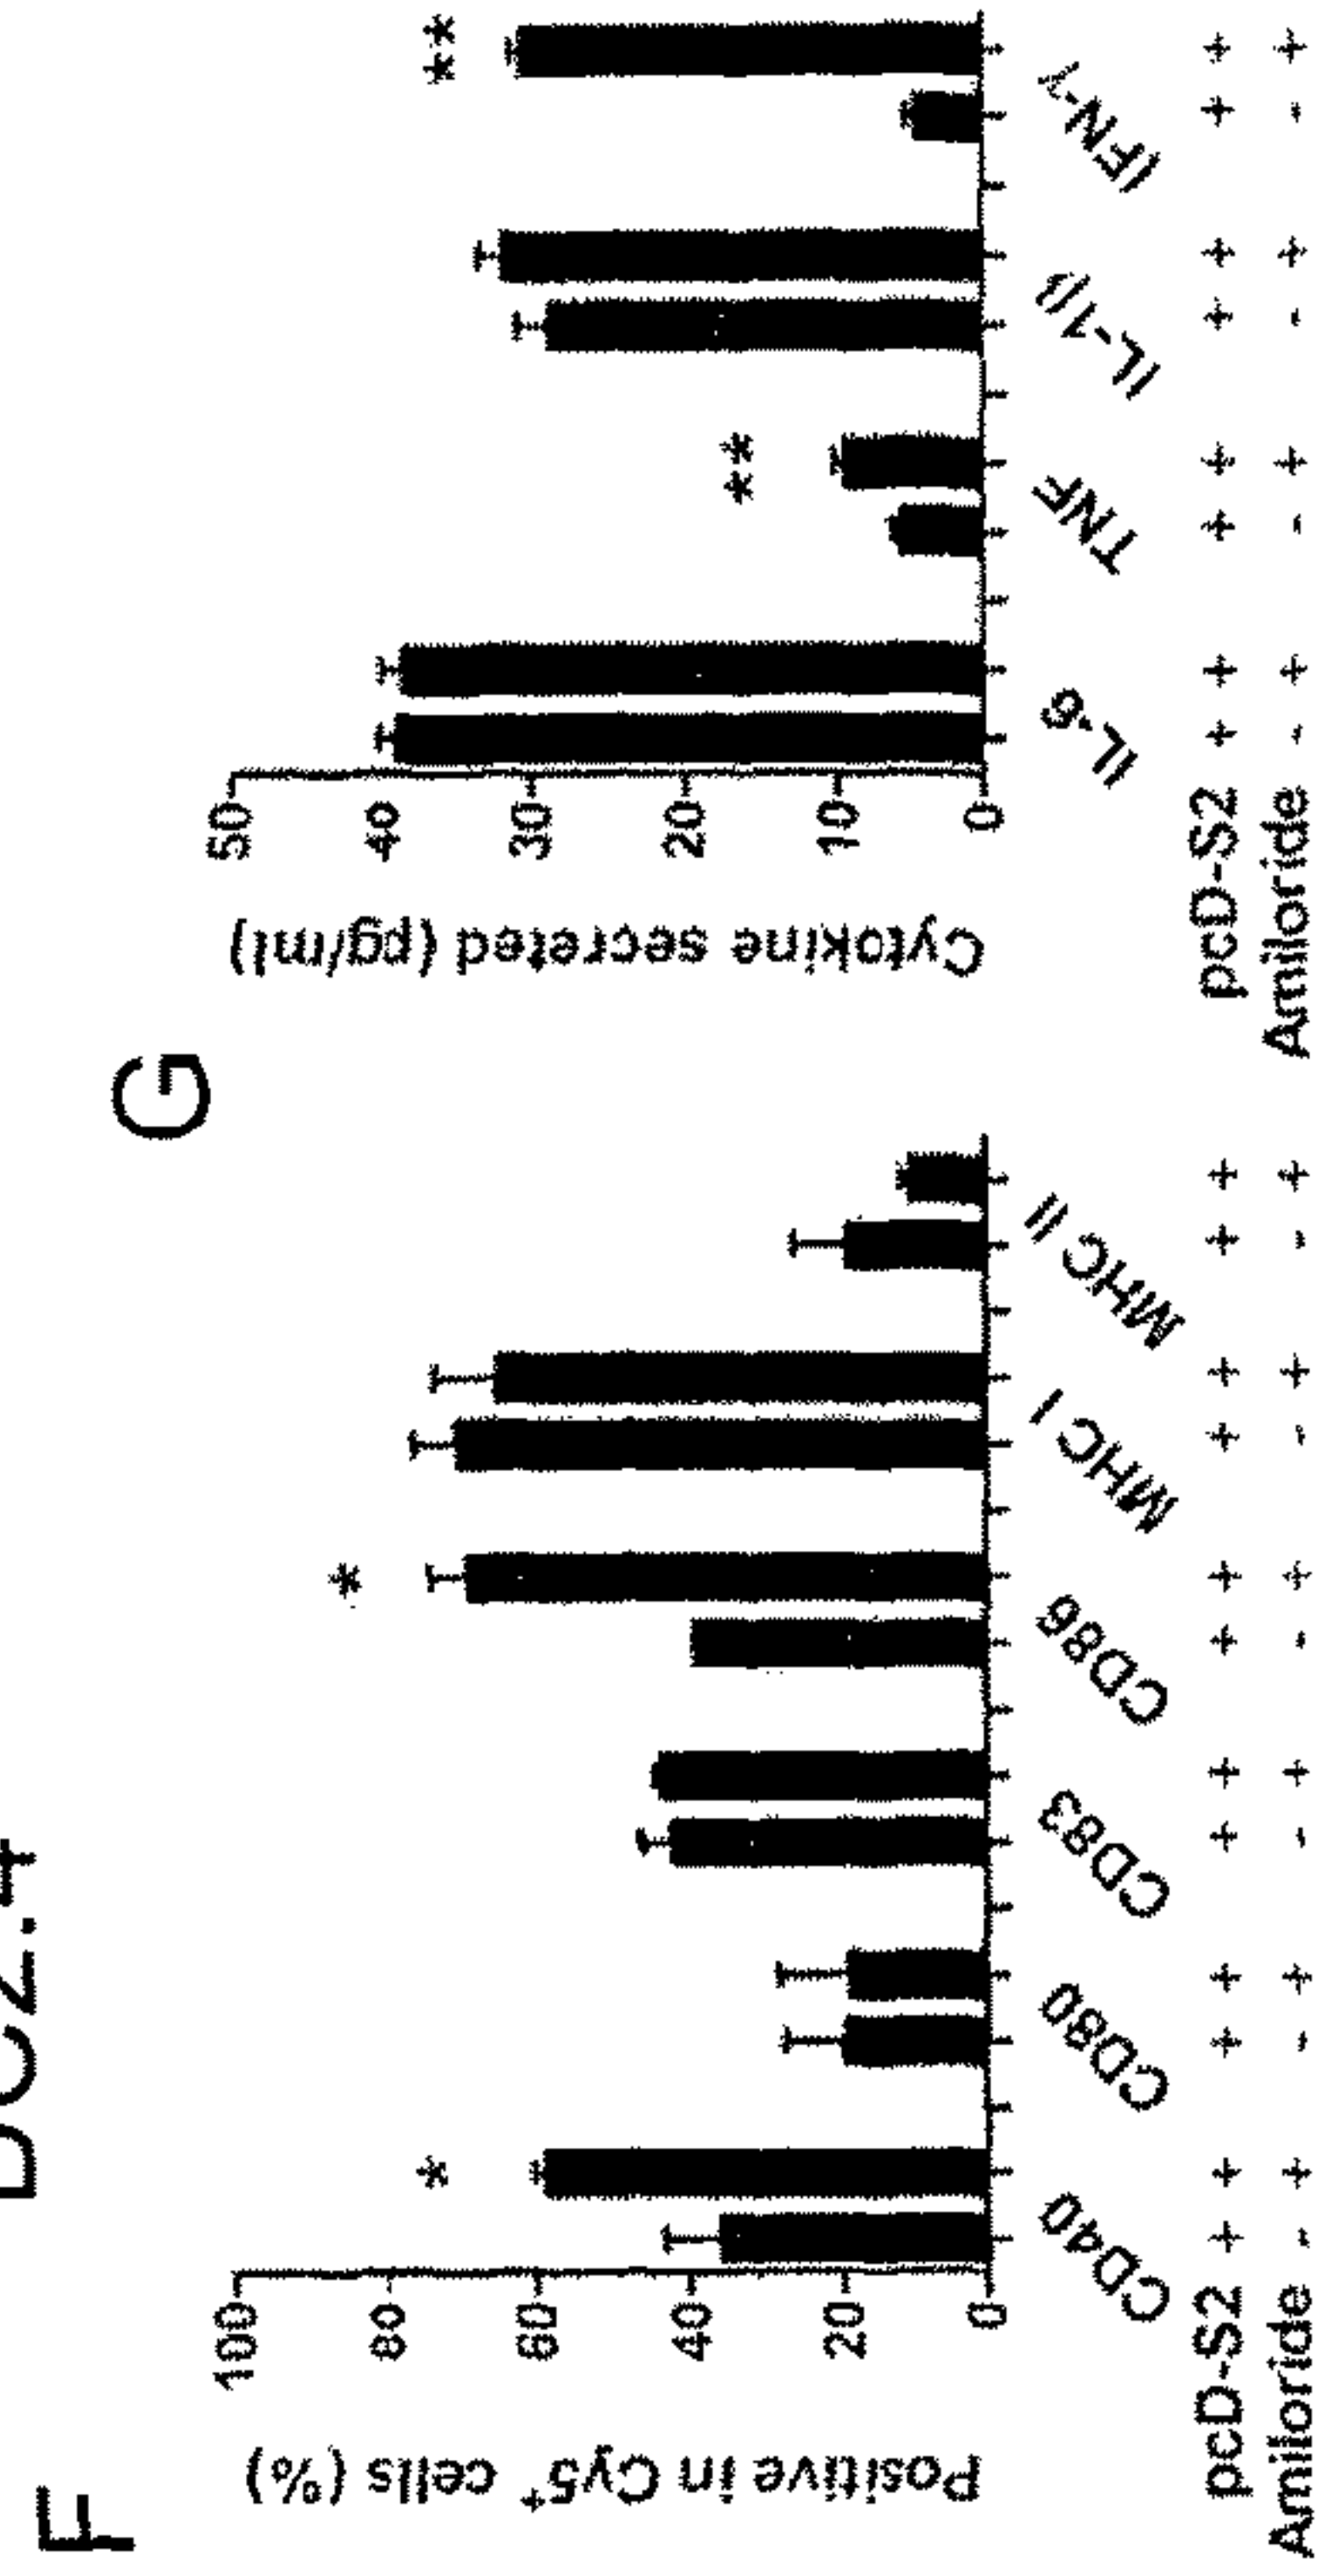 DC2.4
F
Positive in Cy5+ cells (%)
100
80
60
40
20
0
* *
CD40 CD80 CD83 CD86 MHC I MHC II
pcD-S2 + + + + + + + + + + + +
Amiloride - + - + - + - + - + - +
G
Cytokine secreted (pg/ml)
50
40
30
20
10
0
** **
IL-6 TNF IL-1β IFN-γ
pcD-S2 + + + + + + + +
Amiloride - + - + - + - +